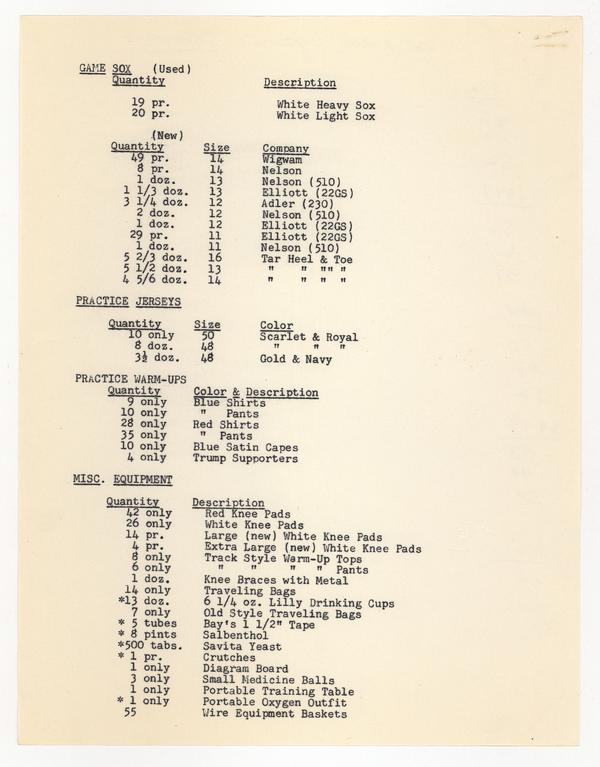 GAME SOX (Used)
Quantity Description
19 pr. White Heavy Sox
20 pr. White Light Sox
(New)
Quantity Size Company
49 pr. 14 Wigwam
8 pr. 14 Nelson
1 doz. 13 Nelson (510)
1 1/3 doz. 13 Elliott (22GS)
3 1/4 doz. 12 Adler (230)
2 doz. 12 Nelson (510)
1 doz. 12 Elliott (22GS)
29 pr. 11 Elliott (22GS)
1 doz. 11 Nelson (510)
5 2/3 doz. 16 Tar Heel & Toe
5 1/2 doz. 13 " " "" "
4 5/6 doz. 14 " " " "
PRACTICE JERSEYS
Quantity Size Color
10 only 50 Scarlet & Royal
8 doz. 48 " " "
3½ doz. 48 Gold & Navy
PRACTICE WARM-UPS
Quantity Color & Description
9 only Blue Shirts
10 only " Pants
28 only Red Shirts
35 only " Pants
10 only Blue Satin Capes
4 only Trump Supporters
MISC. EQUIPMENT
Quantity Description
42 only Red Knee Pads
26 only White Knee Pads
14 pr. Large (new) White Knee Pads
4 pr. Extra Large (new) White Knee Pads
8 only Track Style Warm-Up Tops
6 only " " " " Pants
1 doz. Knee Braces with Metal
14 only Traveling Bags
*13 doz. 6 1/4 oz. Lilly Drinking Cups
7 only Old Style Traveling Bags
* 5 tubes Bay's 1 1/2" Tape
* 8 pints Salbenthol
*500 tabs. Savita Yeast
* 1 pr. Crutches
1 only Diagram Board
3 only Small Medicine Balls
1 only Portable Training Table
* 1 only Portable Oxygen Outfit
55 Wire Equipment Baskets